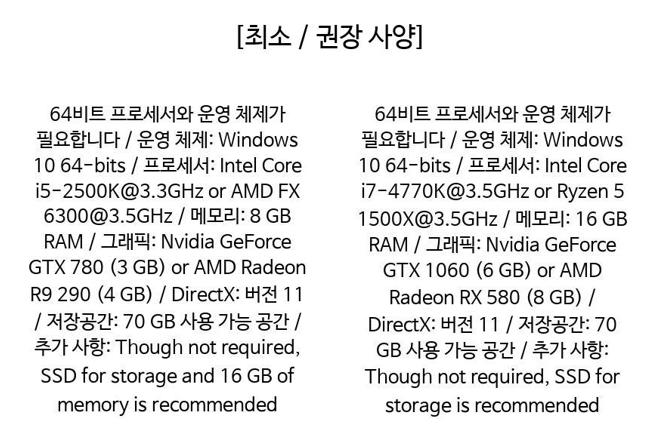 [최소 / 권장 사양]
64비트 프로세서와 운영 체제가
필요합니다 / 운영 체제: Windows
10 64-bits / 프로세서: Intel Core
i5-2500K@3.3GHz or AMD FX
6300@3.5GHz / 메모리: 8 GB
RAM / 그래픽: Nvidia GeForce
GTX 780 (3 GB) or AMD Radeon
R9 290 (4 GB) / DirectX: 버전 11
/ 저장공간: 70 GB 사용 가능 공간 /
추가 사항: Though not required,
SSD for storage and 16 GB of
memory is recommended
64비트 프로세서와 운영 체제가
필요합니다 / 운영 체제: Windows
10 64-bits / 프로세서: Intel Core
i7-4770K@3.5GHz or Ryzen 5
1500X@3.5GHz / 메모리: 16 GB
RAM / 그래픽: Nvidia GeForce
GTX 1060 (6 GB) or AMD
Radeon RX 580 (8 GB) /
DirectX: 버전 11 / 저장공간: 70
GB 사용 가능 공간 / 추가 사항:
Though not required, SSD for
storage is recommended